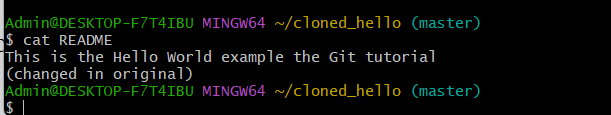 Admin@DESKTOP-F7T4IBU MINGW64 ~/cloned_hello (master)
$ cat README
This is the Hello World example the Git tutorial
(changed in original)
Admin@DESKTOP-F7T4IBU MINGW64 ~/cloned_hello (master)
$